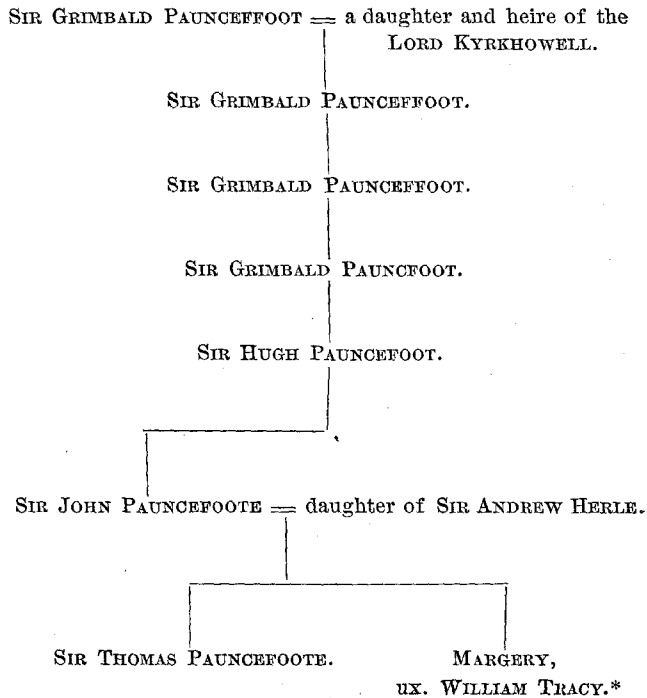 SIR GRIMBALD PAUNCEFFOOT = a daughter and heire of the
LORD KYRKHOWELL.
SIR GRIMBALD PAUNCEFFOOT.
SIR GRIMBALD PAUNCEFFOOT.
SIR GRIMBALD PAUNCFOOT.
SIR HUGH PAUNCEFOOT.
SIR JOHN PAUNCEFOOTE = daughter of SIR ANDREW HERLE.
SIR THOMAS PAUNCEFOOTE.
MARGERY,
ux. WILLIAM TRACY.*